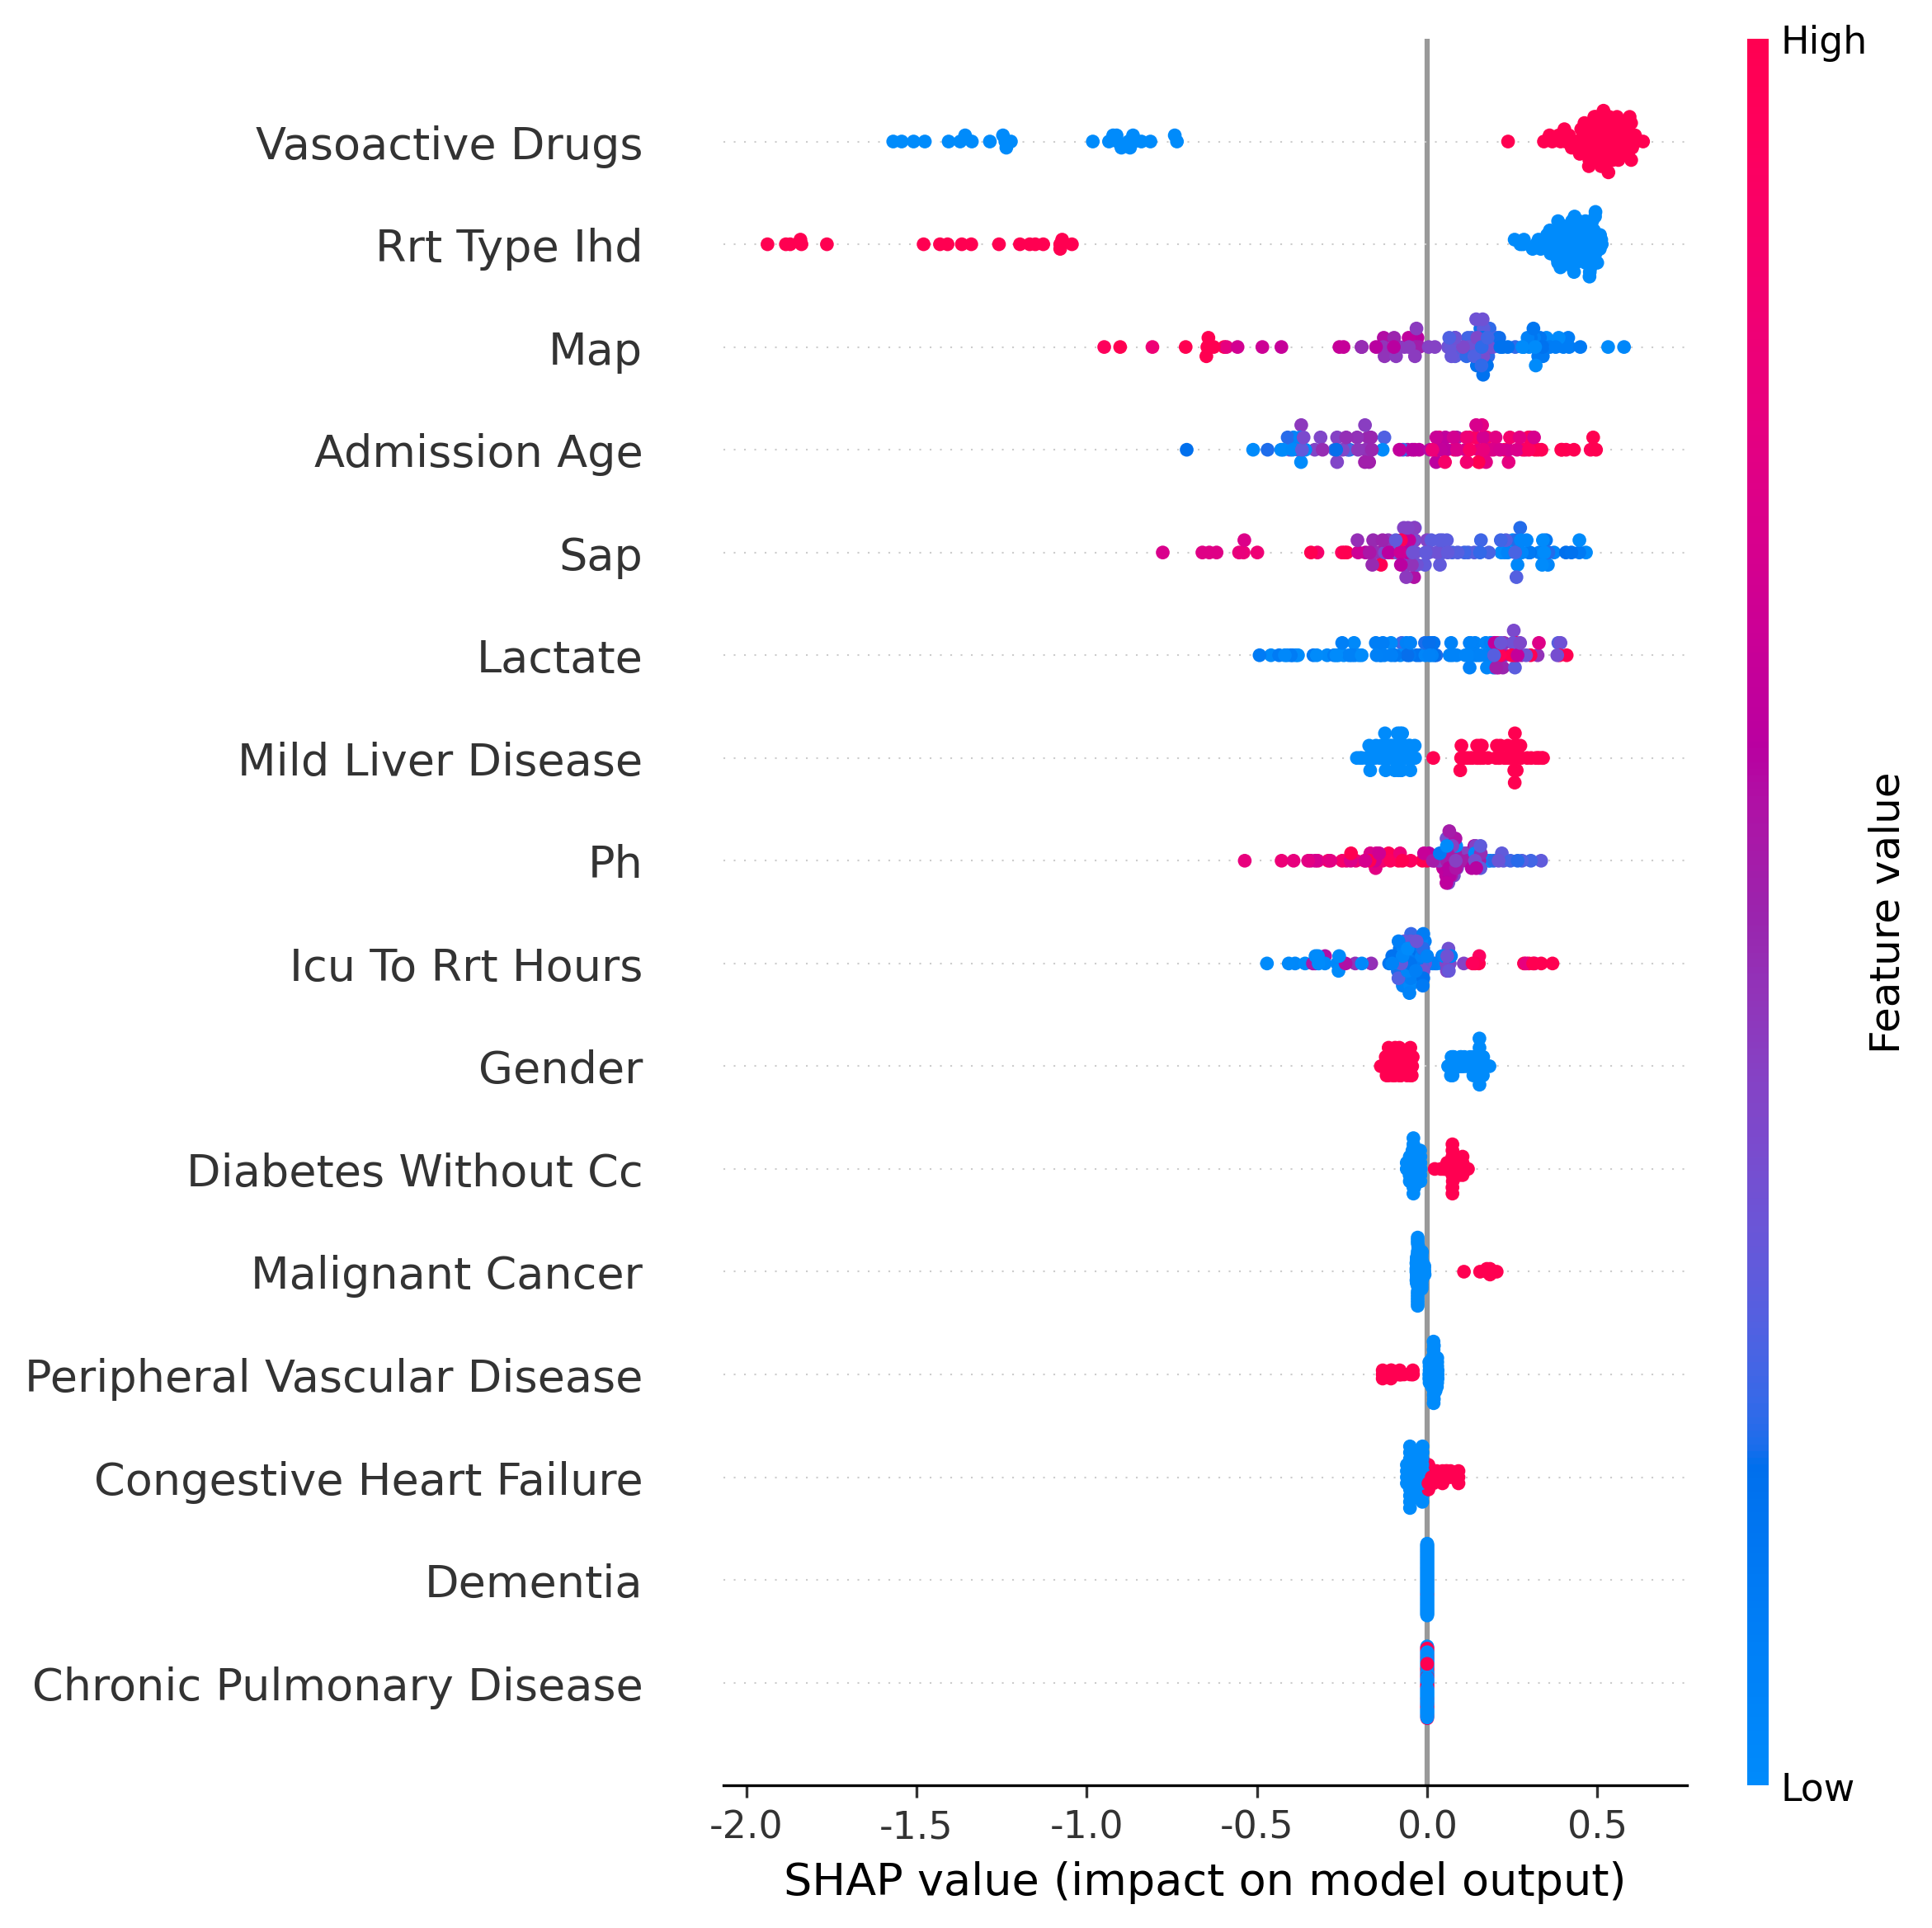 High
Vasoactive Drugs
Rrt Type Ihd
Map
Admission Age
Sap
Lactate
Mild Liver Disease
Ph
Icu To Rrt Hours
Gender
Diabetes Without Cc
Malignant Cancer
Peripheral Vascular Disease
Congestive Heart Failure
Dementia
Chronic Pulmonary Disease
Feature value
Low
-2.0 -1.5 -1.0 -0.5 0.0 0.5
SHAP value (impact on model output)